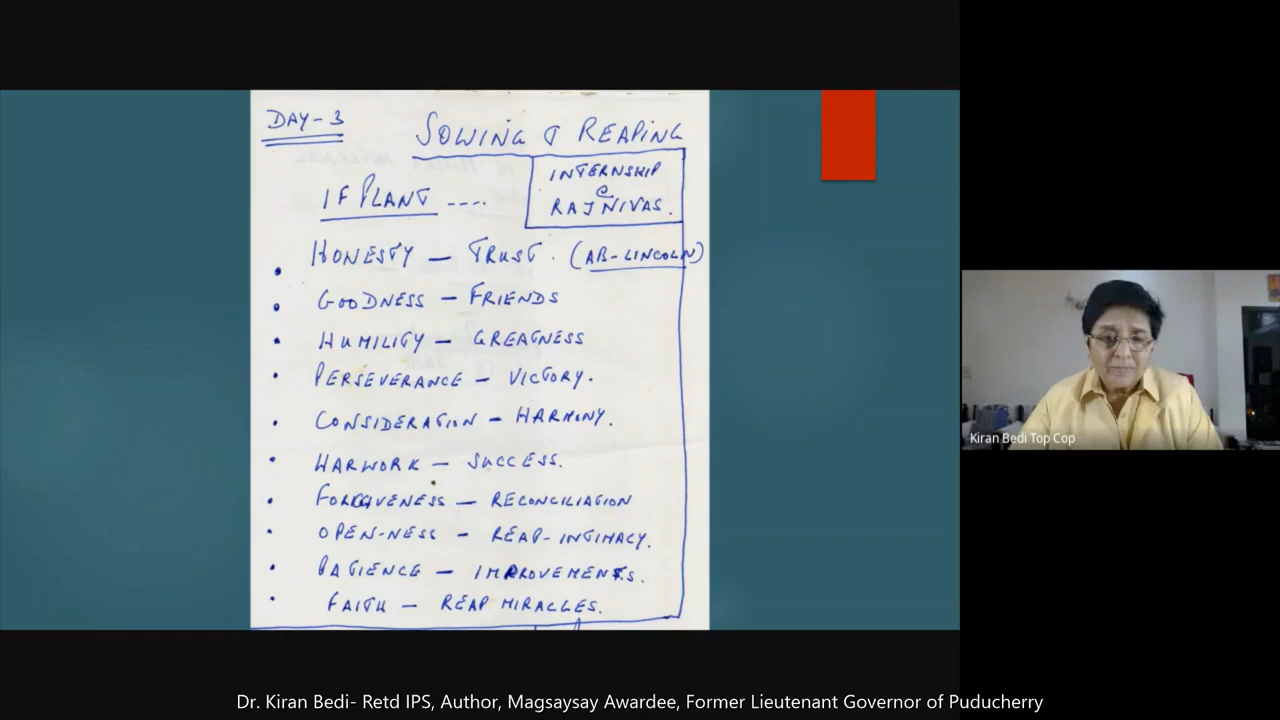 DAY-3
SOWING & REAPING
INTERNSHIP
@
RAJNIVAS.
IF PLANT ----
• HONESTY — TRUST. (AB-LINCOLN)
• GOODNESS — FRIENDS
• HUMILITY — GREATNESS
• PERSEVERANCE — VICTORY.
• CONSIDERATION — HARMONY.
• HARWORK — SUCCESS.
• FORGIVENESS — RECONCILIATION
• OPEN-NESS — REAP-INTIMACY.
• PATIENCE — IMPROVEMENTS.
• FAITH — REAP MIRACLES.
Kiran Bedi Top Cop
Dr. Kiran Bedi- Retd IPS, Author, Magsaysay Awardee, Former Lieutenant Governor of Puducherry